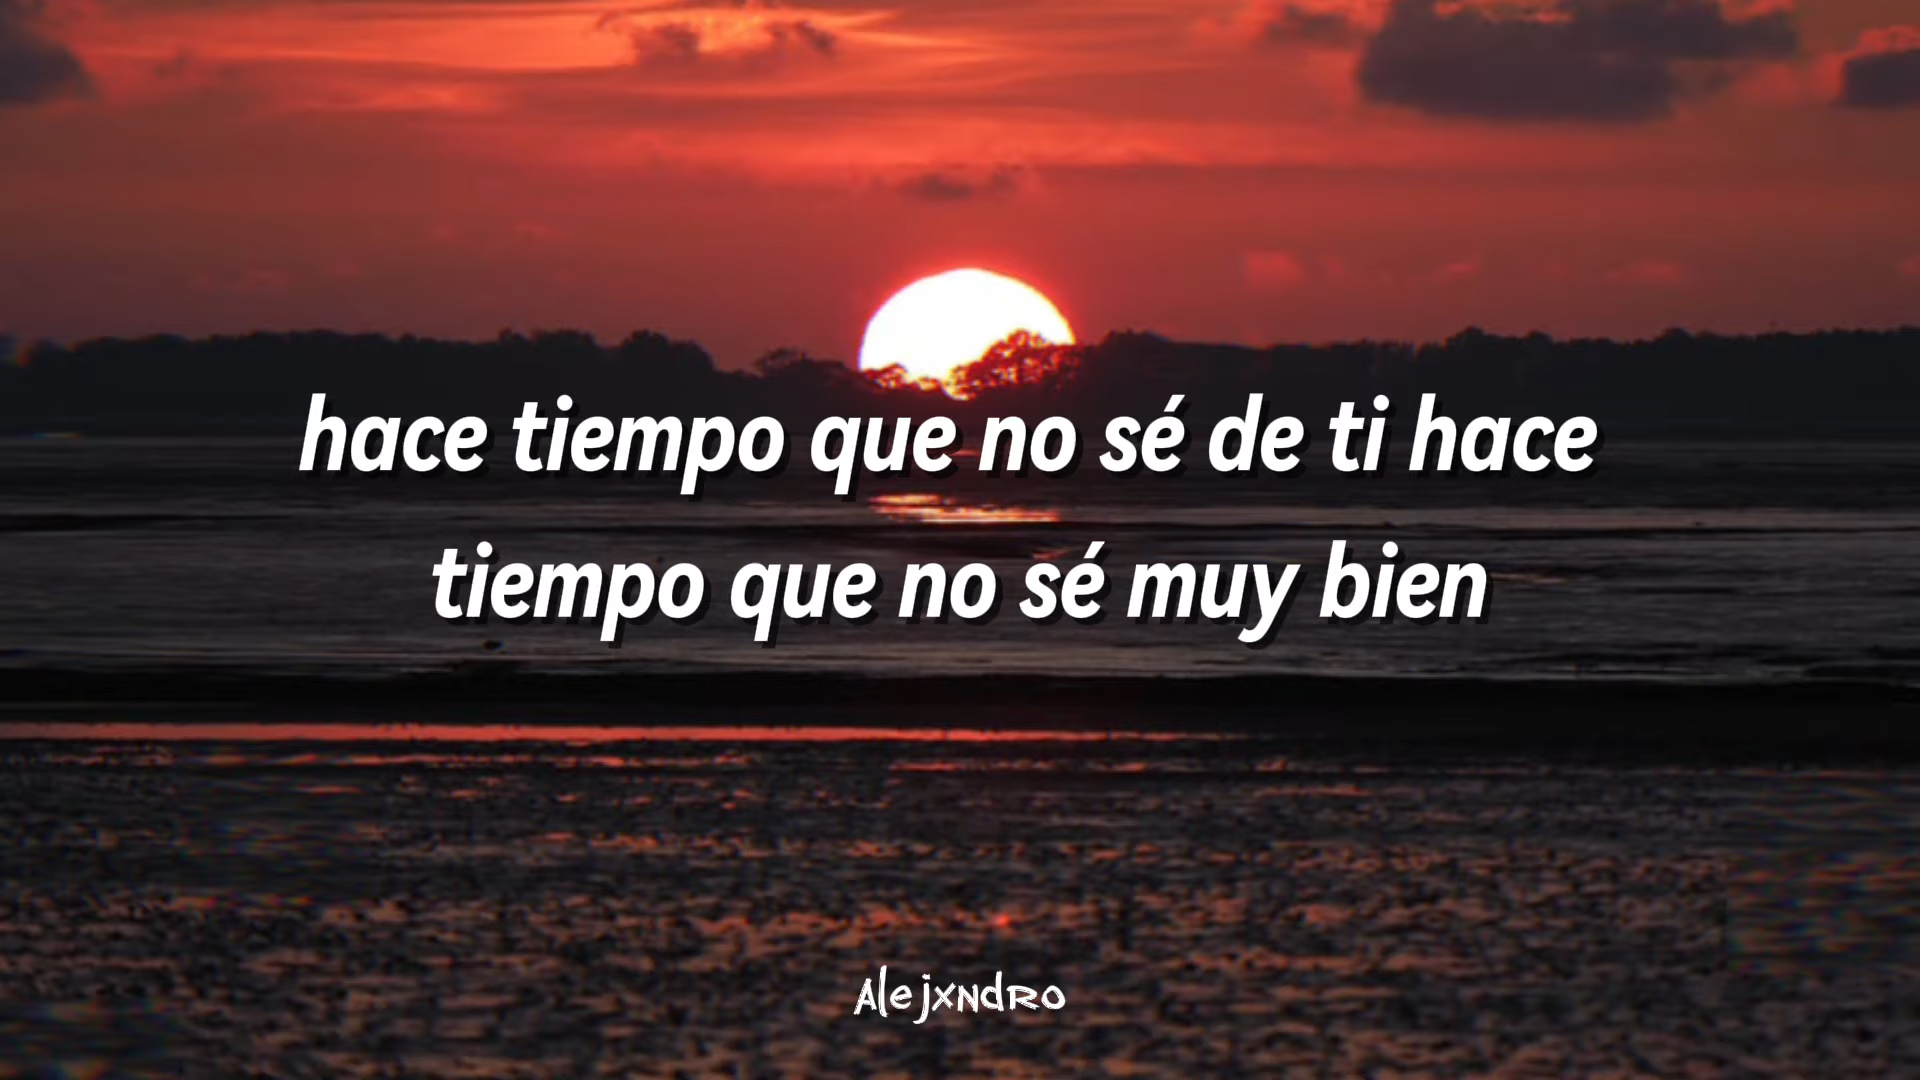 hace tiempo que no sé de ti hace
tiempo que no sé muy bien
Alejxndro